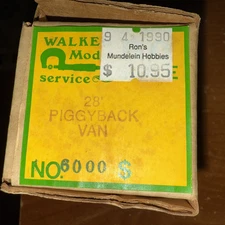 WALKE
9 4 - 1990
Ron's
Mundelein Hobbies
$ 10.95
Mod
service
E
28'
PIGGYBACK
VAN
NO. 6000 S